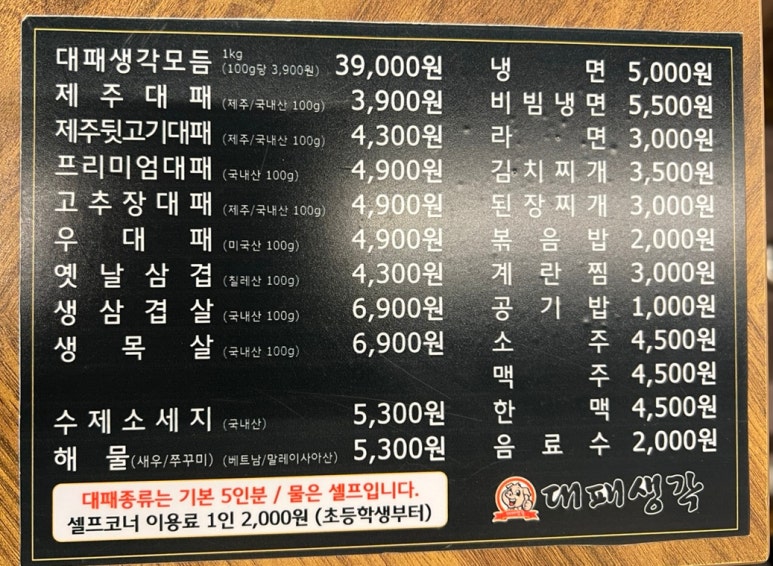 대패생각모듬 1kg (100g당 3,900원) 39,000원
제주대패 (제주/국내산 100g) 3,900원
제주뒷고기대패 (제주/국내산 100g) 4,300원
프리미엄대패 (국내산 100g) 4,900원
고추장대패 (제주/국내산 100g) 4,900원
우대패 (미국산 100g) 4,900원
옛날삼겹 (칠레산 100g) 4,300원
생삼겹살 (국내산 100g) 6,900원
생목살 (국내산 100g) 6,900원
수제소세지 (국내산) 5,300원
해물(새우/쭈꾸미) (베트남/말레이시아산) 5,300원
대패종류는 기본 5인분 / 물은 셀프입니다.
셀프코너 이용료 1인 2,000원 (초등학생부터)
냉면 5,000원
비빔냉면 5,500원
라면 3,000원
김치찌개 3,500원
된장찌개 3,000원
볶음밥 2,000원
계란찜 3,000원
공기밥 1,000원
소주 4,500원
맥주 4,500원
한맥 4,500원
음료수 2,000원
대패생각